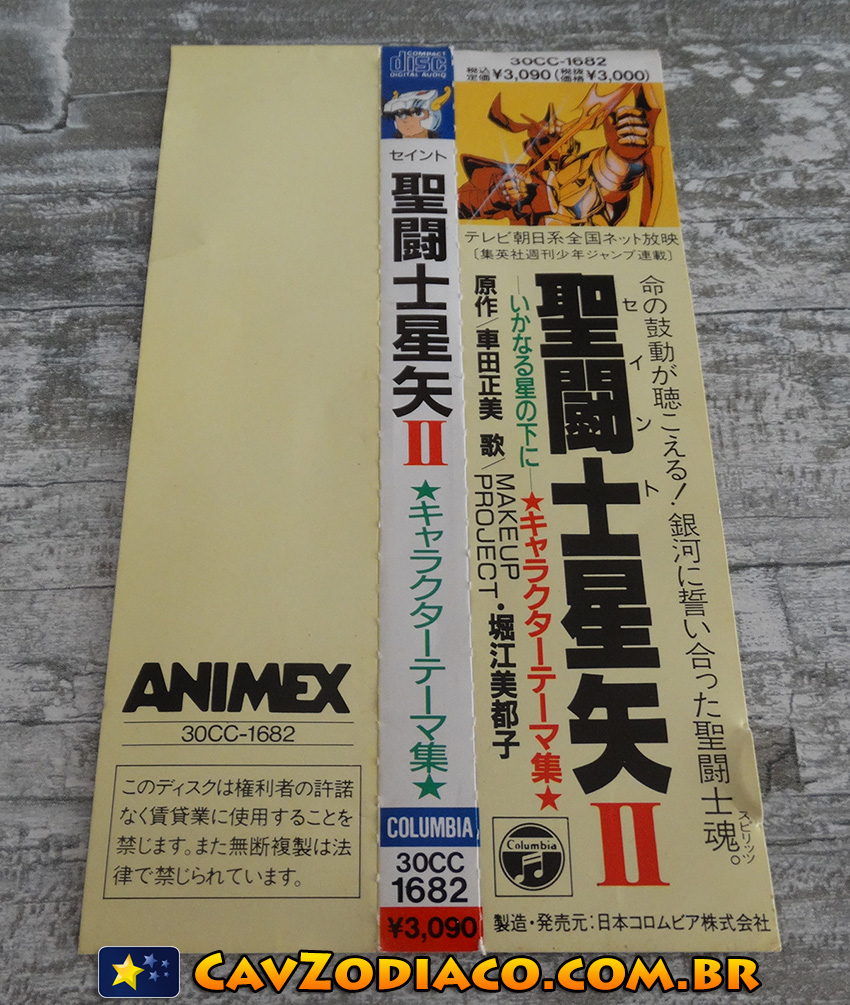 ANIMEX
30CC-1682
このディスクは権利者の許諾
なく賃貸業に使用することを
禁じます。また無断複製は法
律で禁じられています。
COMPACT
disc
DIGITAL AUDIO
セイント
聖闘士星矢II
★キャラクターテーマ集★
COLUMBIA
30CC
1682
¥3,090
30CC-1682
税込定価¥3,090(税抜価格¥3,000)
テレビ朝日系全国ネット放映
〔集英社週刊少年ジャンプ連載〕
命の鼓動が聴こえる!銀河に誓い合った聖闘士魂。
スピリッツ
セイント
聖闘士星矢II
—いかなる星の下に—★キャラクターテーマ集★
原作/車田正美 歌/MAKEUP PROJECT・堀江美都子
Columbia
製造・発売元:日本コロムビア株式会社
CavZodiaco.com.br